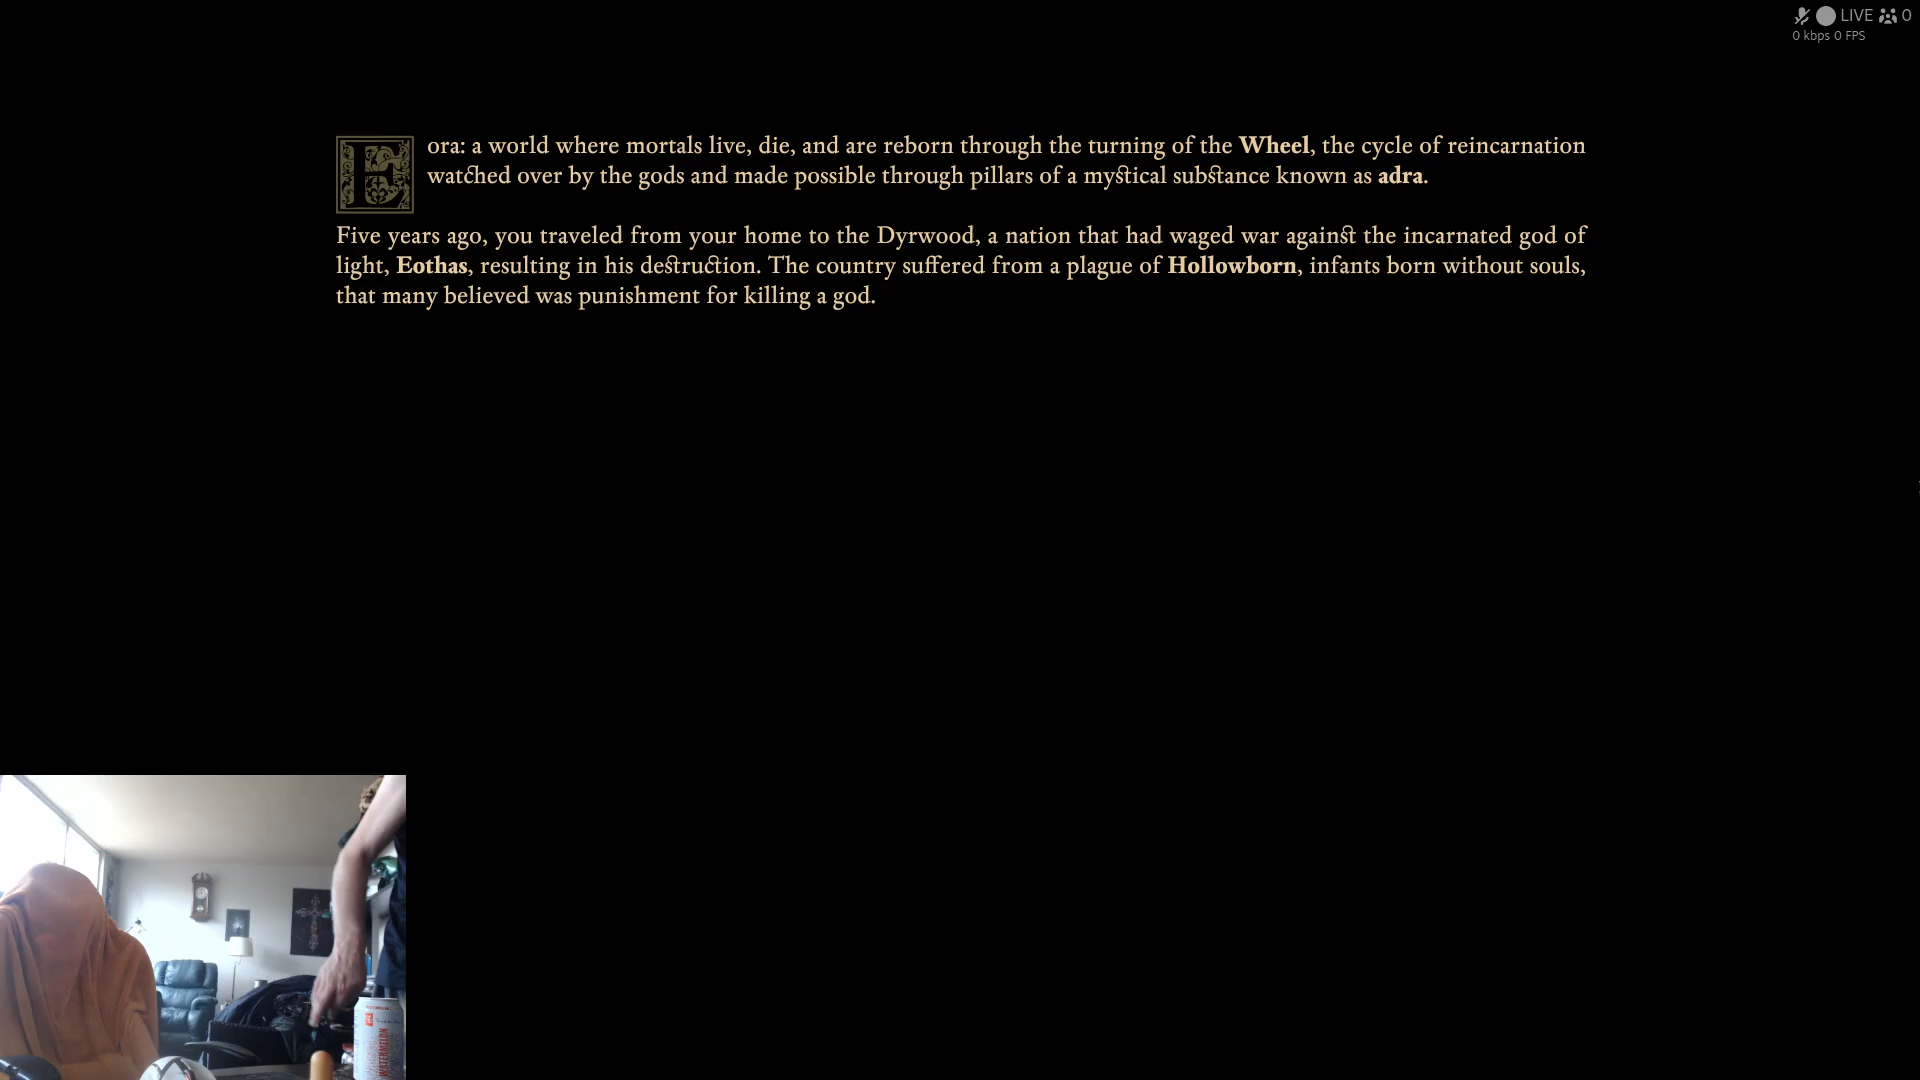 LIVE 0
0 kbps 0 FPS
Eora: a world where mortals live, die, and are reborn through the turning of the Wheel, the cycle of reincarnation
watched over by the gods and made possible through pillars of a mystical substance known as adra.
Five years ago, you traveled from your home to the Dyrwood, a nation that had waged war against the incarnated god of
light, Eothas, resulting in his destruction. The country suffered from a plague of Hollowborn, infants born without souls,
that many believed was punishment for killing a god.
WATERMELON